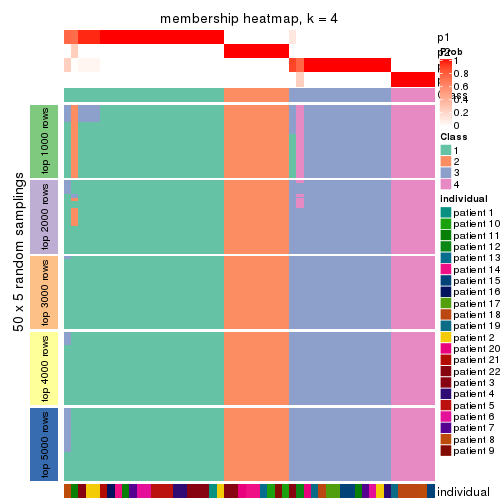 membership heatmap, k = 4
p1
Prob
1
0.8
0.6
0.4
0.2
0
Class
1
2
3
4
individual
patient 1
patient 10
patient 11
patient 12
patient 13
patient 14
patient 15
patient 16
patient 17
patient 18
patient 19
patient 2
patient 20
patient 21
patient 22
patient 3
patient 4
patient 5
patient 6
patient 7
patient 8
patient 9
50 x 5 random samplings
top 1000 rows
top 2000 rows
top 3000 rows
top 4000 rows
top 5000 rows
individual